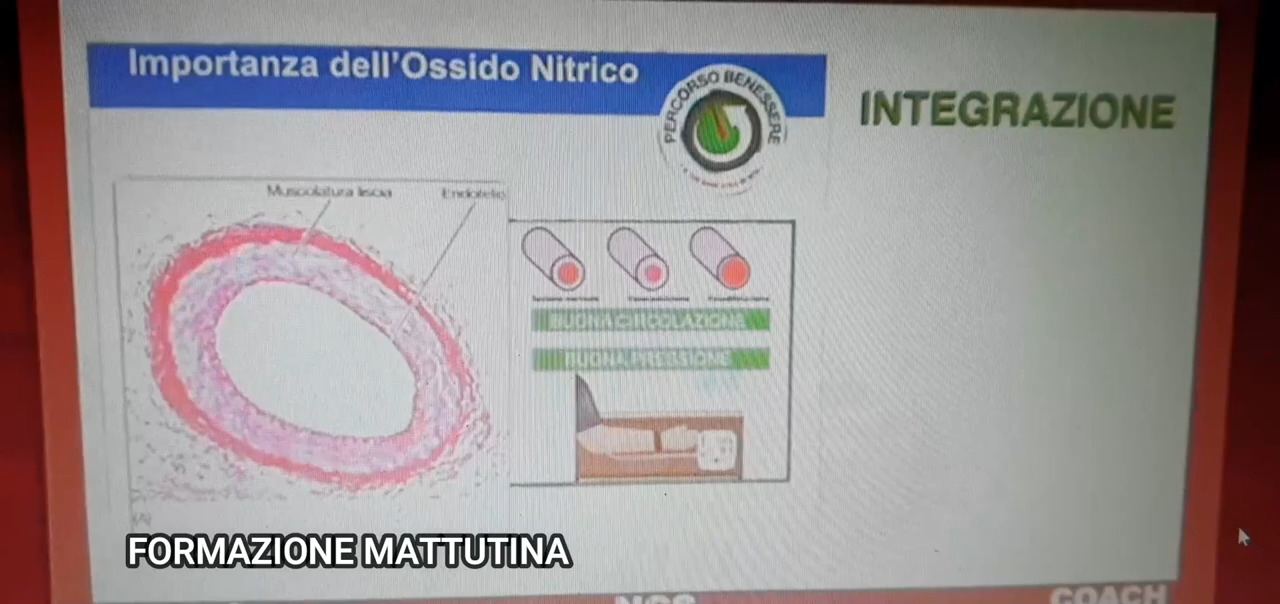 Importanza dell'Ossido Nitrico
PERCORSO BENESSERE
INTEGRAZIONE
Muscolatura liscia
Endotelio
BUONA CIRCOLAZIONE
BUONA PRESSIONE
FORMAZIONE MATTUTINA
COACH